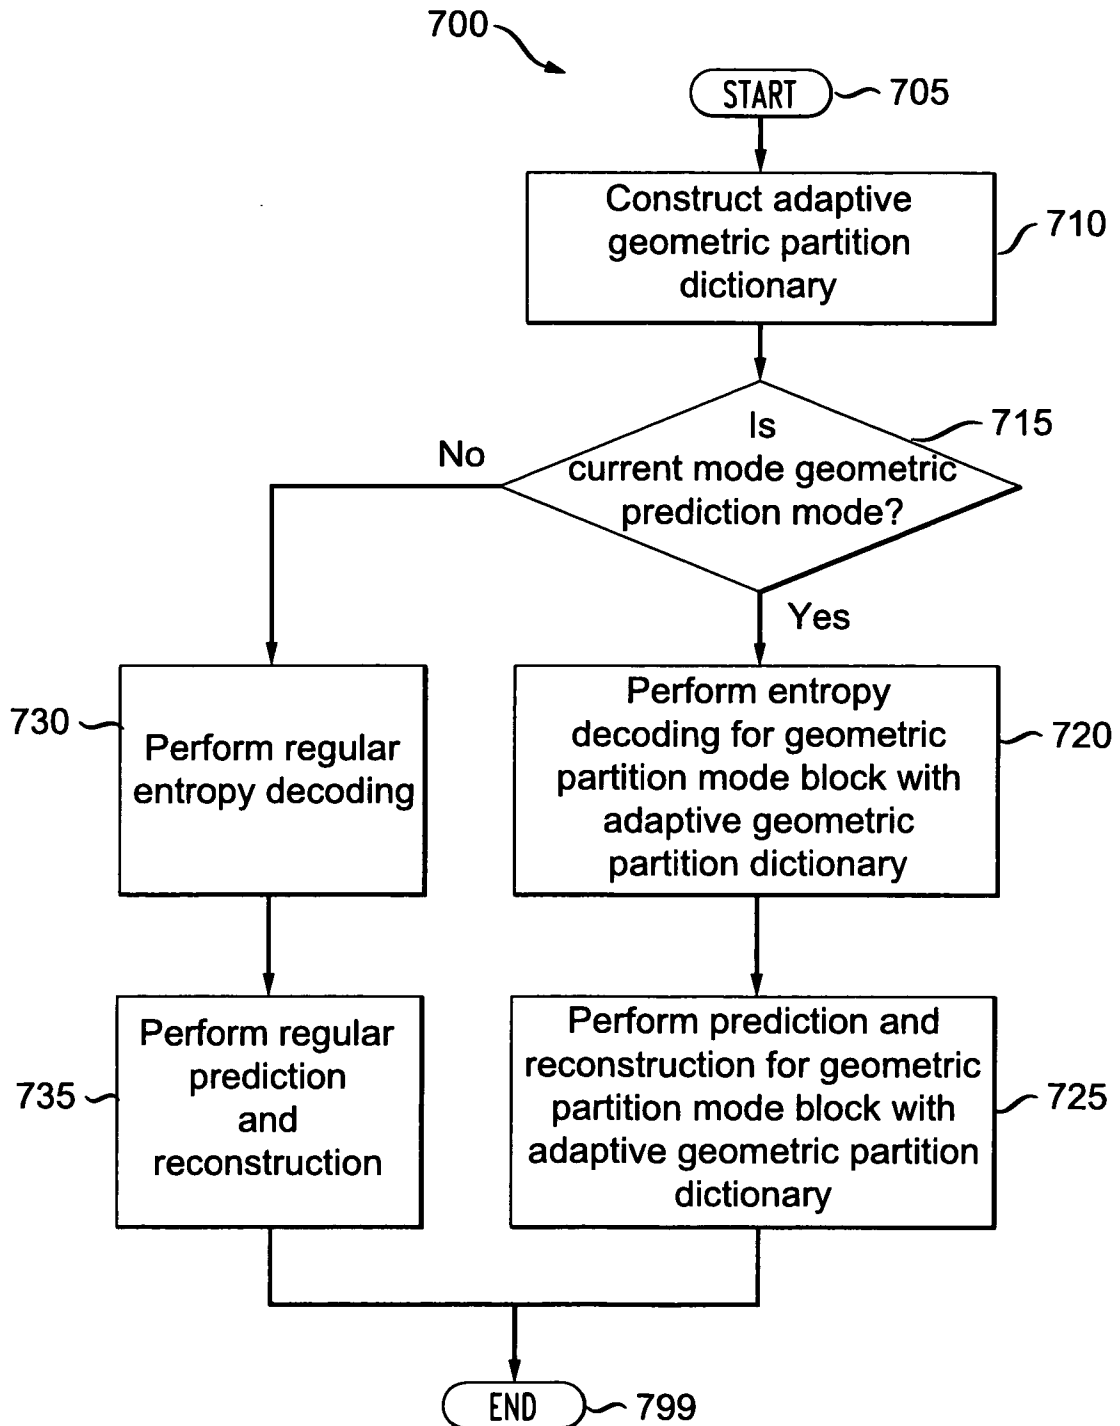 700
START
705
Construct adaptive
geometric partition
dictionary
710
Is
current mode geometric
prediction mode?
715
No
Yes
730
Perform regular
entropy decoding
Perform entropy
decoding for geometric
partition mode block with
adaptive geometric
partition dictionary
720
735
Perform regular
prediction
and
reconstruction
Perform prediction and
reconstruction for geometric
partition mode block with
adaptive geometric partition
dictionary
725
END
799